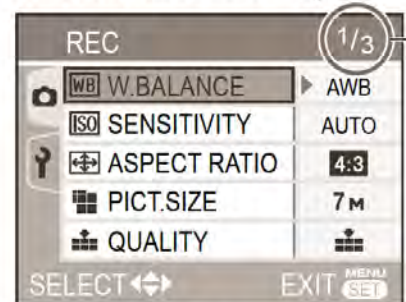 REC 1/3
WB W.BALANCE AWB
ISO SENSITIVITY AUTO
ASPECT RATIO 4:3
PICT.SIZE 7M
QUALITY
SELECT EXIT MENU SET